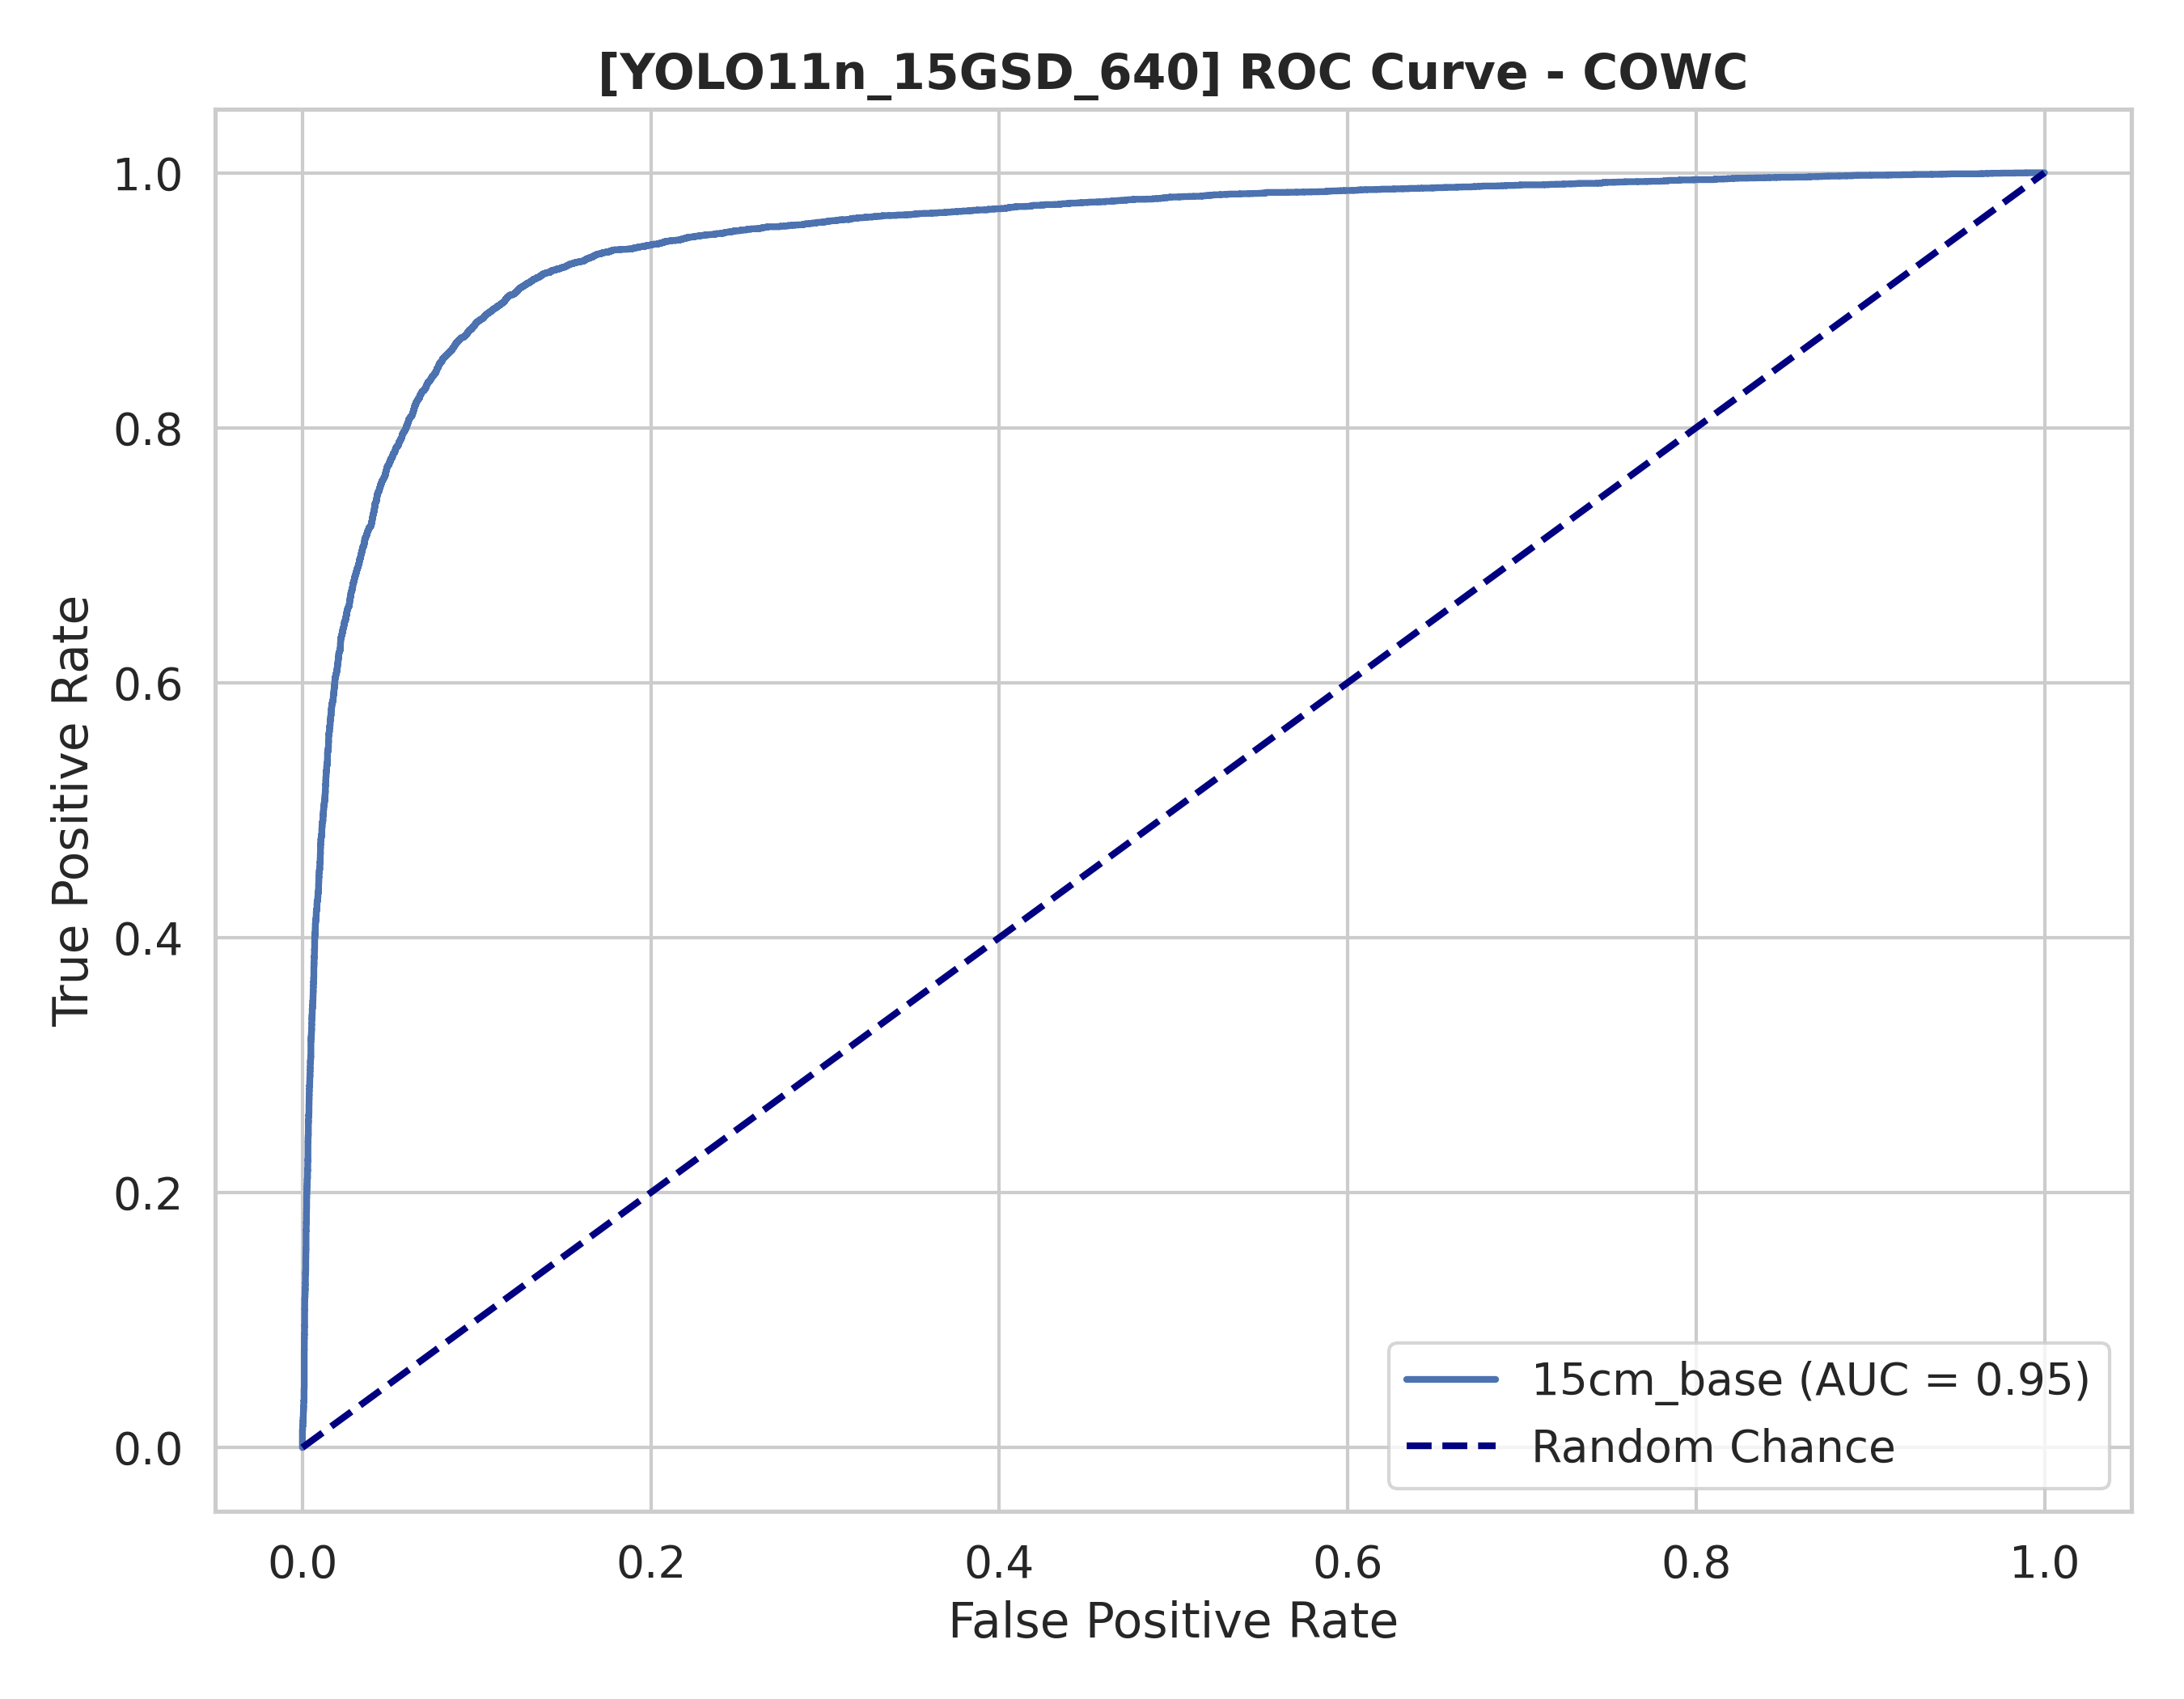 [YOLO11n_15GSD_640] ROC Curve - COWC
True Positive Rate
1.0
0.8
0.6
0.4
0.2
0.0
15cm_base (AUC = 0.95)
Random Chance
0.0 0.2 0.4 0.6 0.8 1.0
False Positive Rate